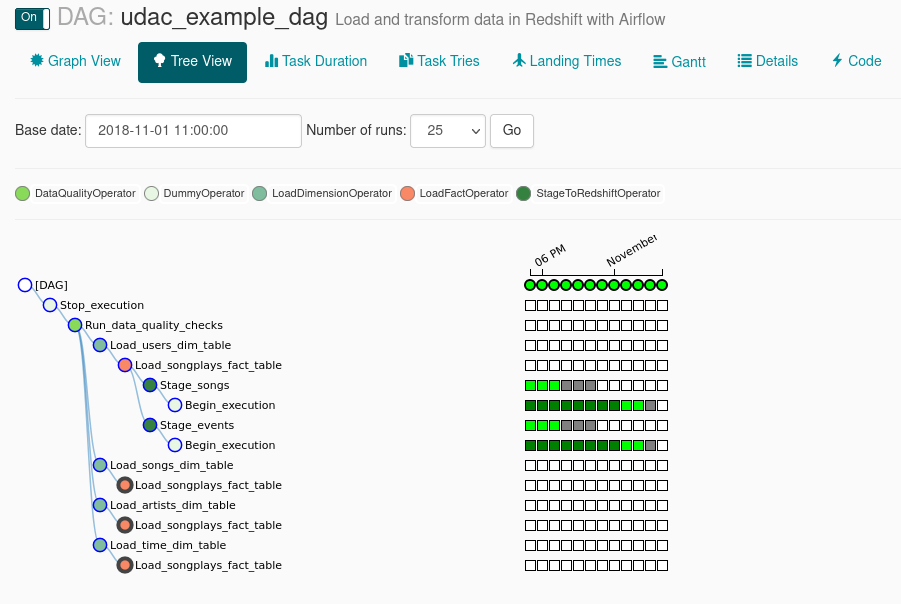 On DAG: udac_example_dag Load and transform data in Redshift with Airflow
Graph View Tree View Task Duration Task Tries Landing Times Gantt Details Code
Base date: 2018-11-01 11:00:00 Number of runs: 25 Go
DataQualityOperator DummyOperator LoadDimensionOperator LoadFactOperator StageToRedshiftOperator
06 PM November
[DAG]
Stop_execution
Run_data_quality_checks
Load_users_dim_table
Load_songplays_fact_table
Stage_songs
Begin_execution
Stage_events
Begin_execution
Load_songs_dim_table
Load_songplays_fact_table
Load_artists_dim_table
Load_songplays_fact_table
Load_time_dim_table
Load_songplays_fact_table